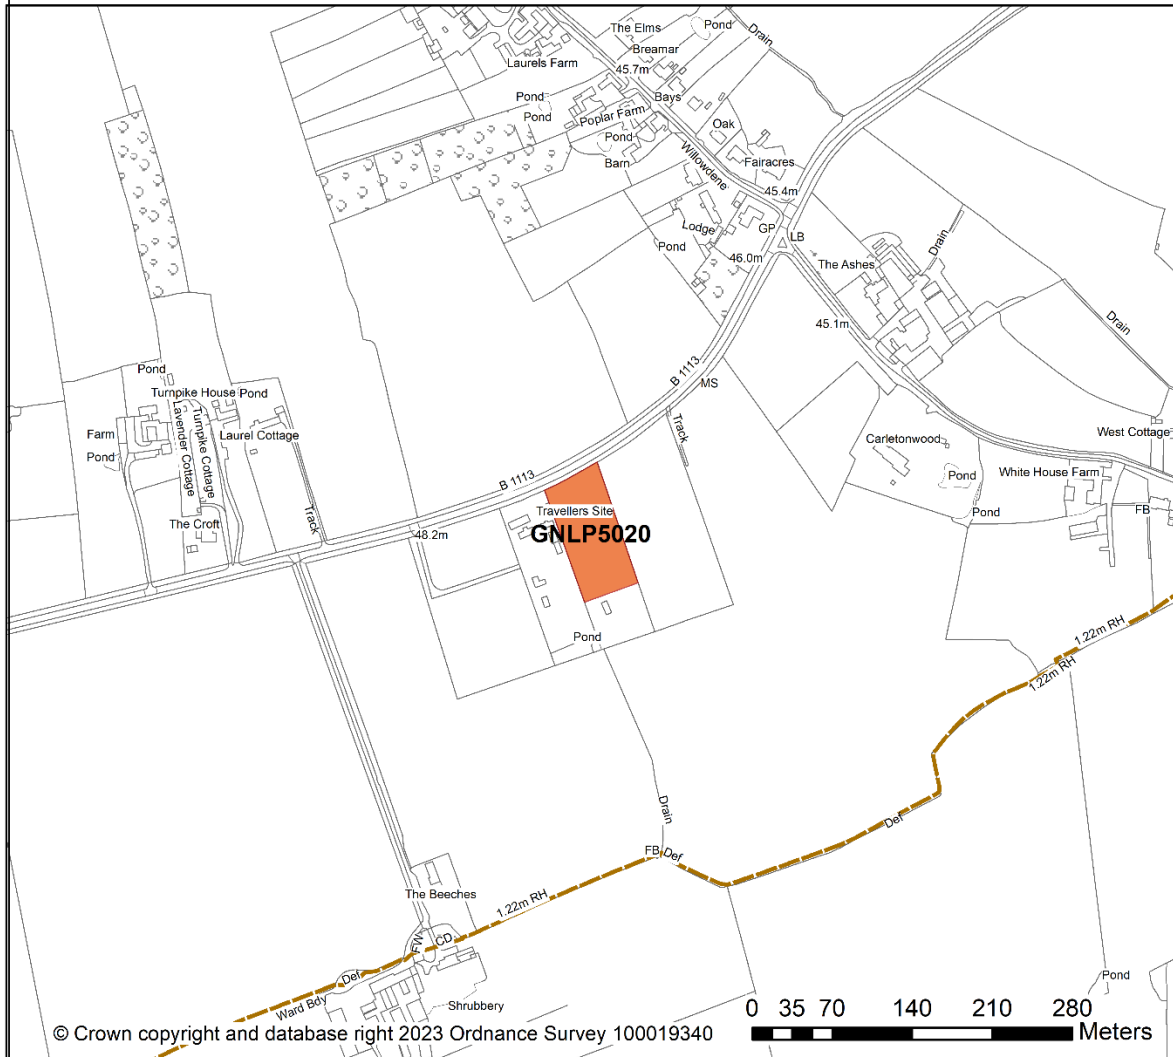 The Elms
Pond
Drain
Breamar
Laurels Farm
45.7m
Pond
Bays
Pond
Poplar Farm
Oak
Pond
Barn
Willowdene
Fairacres
45.4m
Lodge
GP
LB
Pond
46.0m
The Ashes
Drain
45.1m
Drain
B 1113
MS
Pond
Turnpike House
Pond
Lavender Cottage
Turnpike Cottage
Farm
Laurel Cottage
Pond
Track
Carletonwood
West Cottage
White House Farm
Pond
Pond
FB
B 1113
Travellers Site
The Croft
Track
48.2m
GNLP5020
Pond
1.22m RH
1.22m RH
Drain
Def
FB
Def
The Beeches
1.22m RH
FW
CD
Def
Ward Bdy
Shrubbery
Pond
© Crown copyright and database right 2023 Ordnance Survey 100019340
0 35 70 140 210 280
Meters